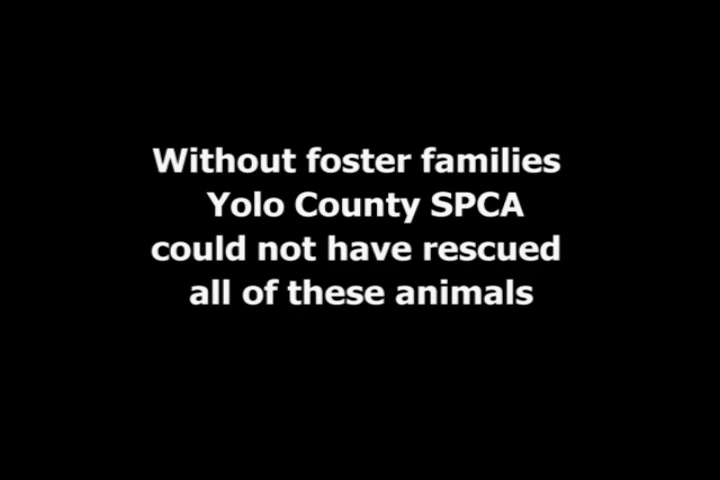 Without foster families
Yolo County SPCA
could not have rescued
all of these animals